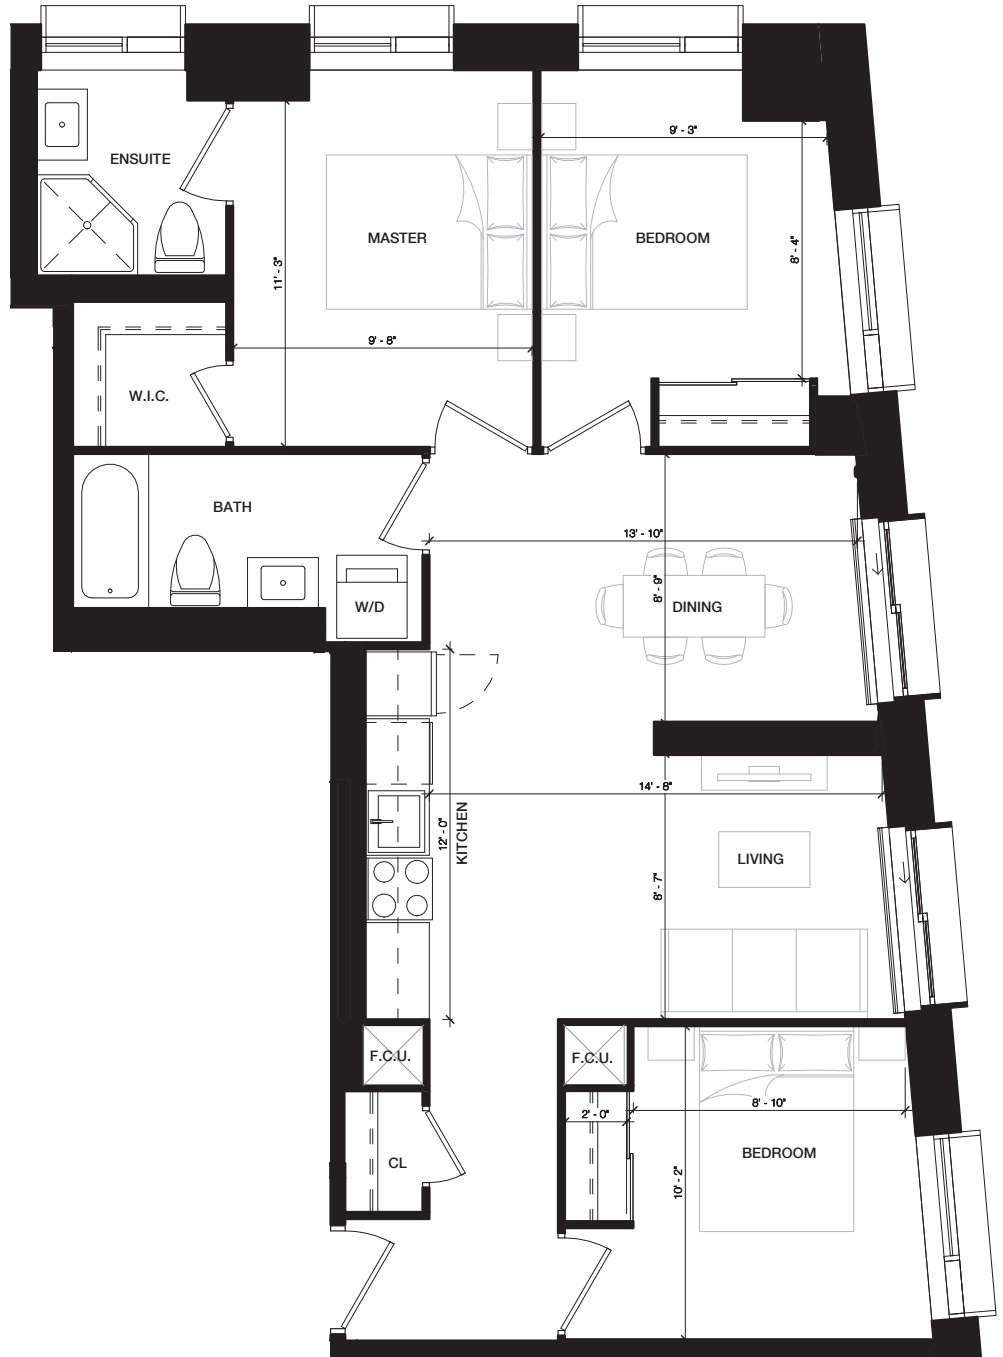 ENSUITE
MASTER
BEDROOM
9' - 3"
8' - 4"
11' - 3"
9' - 8"
W.I.C.
BATH
W/D
13' - 10"
8' - 9"
DINING
14' - 8"
12' - 0"
KITCHEN
LIVING
8' - 7"
F.C.U.
F.C.U.
2' - 0"
8' - 10"
CL
BEDROOM
10' - 2"